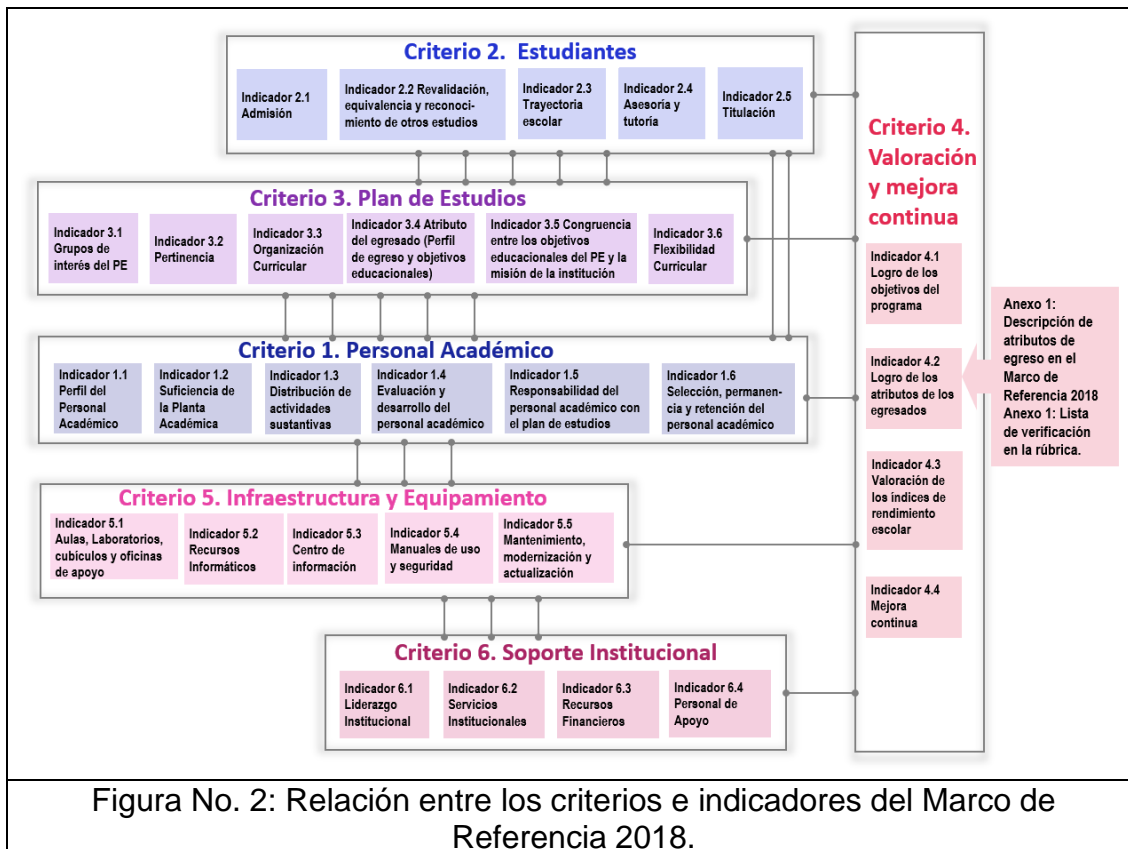 Criterio 2. Estudiantes
Indicador 2.1
Admisión
Indicador 2.2 Revalidación,
equivalencia y reconoci-
miento de otros estudios
Indicador 2.3
Trayectoria
escolar
Indicador 2.4
Asesoría y
tutoría
Indicador 2.5
Titulación
Criterio 3. Plan de Estudios
Indicador 3.1
Grupos de
interés del PE
Indicador 3.2
Pertinencia
Indicador 3.3
Organización
Curricular
Indicador 3.4 Atributo
del egresado (Perfil
de egreso y objetivos
educacionales)
Indicador 3.5 Congruencia
entre los objetivos
educacionales del PE y la
misión de la institución
Indicador 3.6
Flexibilidad
Curricular
Criterio 1. Personal Académico
Indicador 1.1
Perfil del
Personal
Académico
Indicador 1.2
Suficiencia de
la Planta
Académica
Indicador 1.3
Distribución de
actividades
sustantivas
Indicador 1.4
Evaluación y
desarrollo del
personal académico
Indicador 1.5
Responsabilidad del
personal académico con
el plan de estudios
Indicador 1.6
Selección, permanen-
cia y retención del
personal académico
Criterio 5. Infraestructura y Equipamiento
Indicador 5.1
Aulas, Laboratorios,
cubículos y oficinas
de apoyo
Indicador 5.2
Recursos
Informáticos
Indicador 5.3
Centro de
información
Indicador 5.4
Manuales de uso
y seguridad
Indicador 5.5
Mantenimiento,
modernización y
actualización
Criterio 6. Soporte Institucional
Indicador 6.1
Liderazgo
Institucional
Indicador 6.2
Servicios
Institucionales
Indicador 6.3
Recursos
Financieros
Indicador 6.4
Personal de
Apoyo
Criterio 4.
Valoración
y mejora
continua
Indicador 4.1
Logro de los
objetivos del
programa
Indicador 4.2
Logro de los
atributos de los
egresados
Indicador 4.3
Valoración de
los índices de
rendimiento
escolar
Indicador 4.4
Mejora
continua
Anexo 1:
Descripción de
atributos de
egreso en el
Marco de
Referencia 2018
Anexo 1: Lista
de verificación
en la rúbrica.
Figura No. 2: Relación entre los criterios e indicadores del Marco de
Referencia 2018.